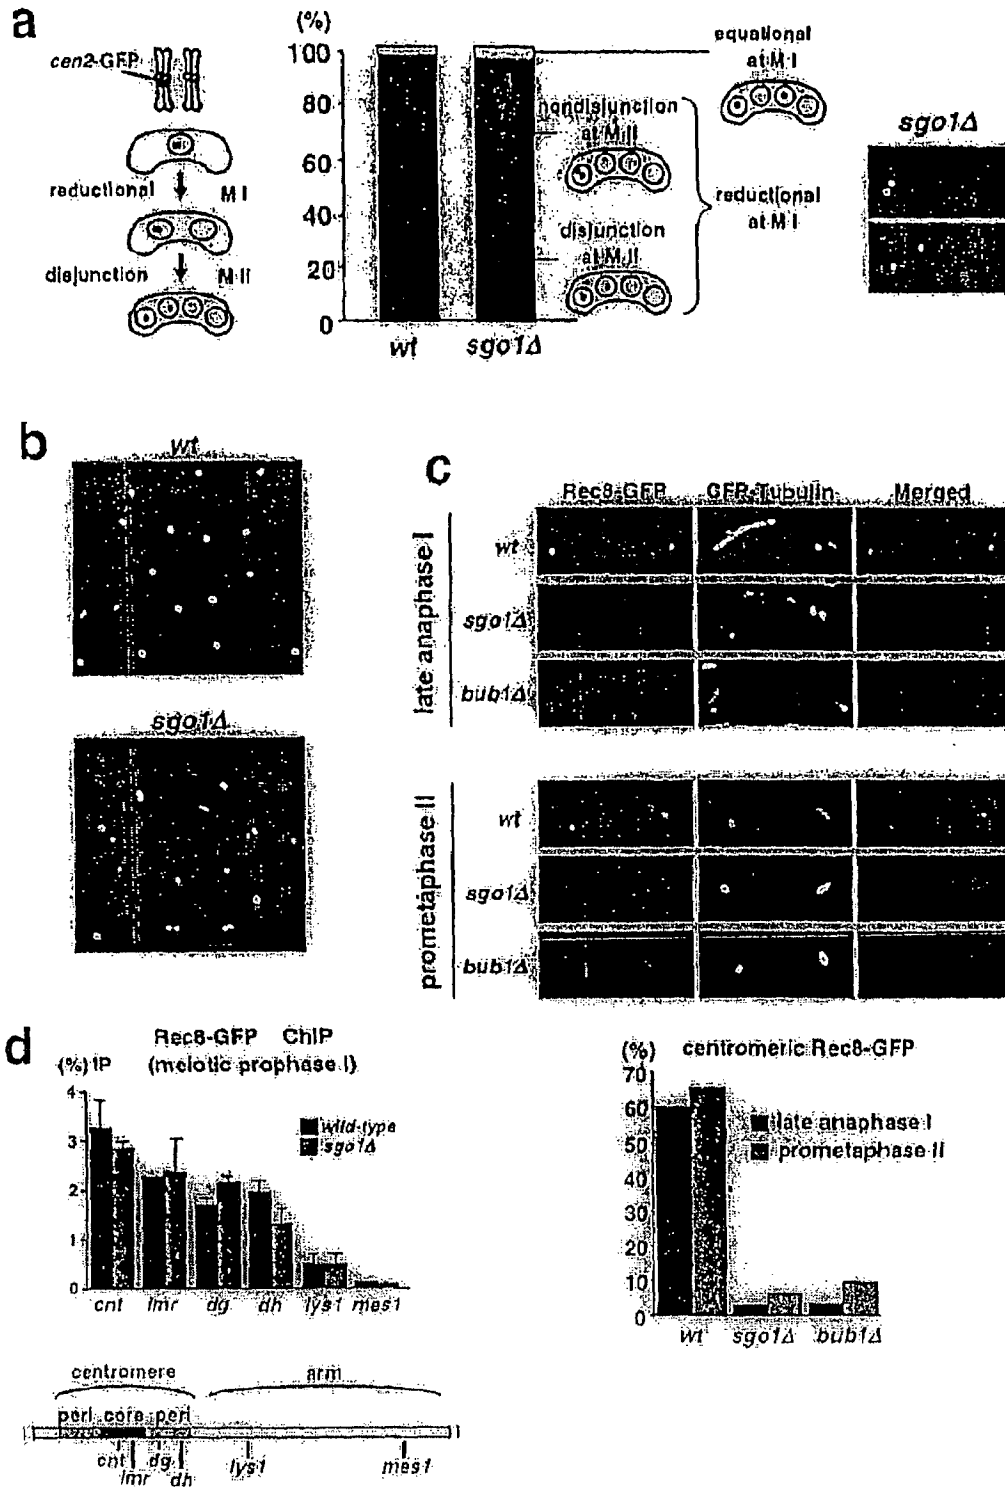 a
cen2-GFP
reductional
M I
disjunction
M II
(%)
100
80
60
40
20
0
wt
sgo1Δ
nondisjunction
at M II
disjunction
at M II
equational
at M I
reductional
at M I
sgo1Δ
b
wt
sgo1Δ
c
Rec8-GFP
GFP-Tubulin
Merged
late anaphase I
wt
sgo1Δ
bub1Δ
prometaphase II
wt
sgo1Δ
bub1Δ
d
Rec8-GFP ChIP
(meiotic prophase I)
(%) IP
4
3
2
1
0
wild-type
sgo1Δ
cnt
imr
dg
dh
lys1
mes1
centromere
arm
peri
core
peri
cnt
imr
dg
dh
lys1
mes1
(%)
centromeric Rec8-GFP
70
60
50
40
30
20
10
0
late anaphase I
prometaphase II
wt
sgo1Δ
bub1Δ